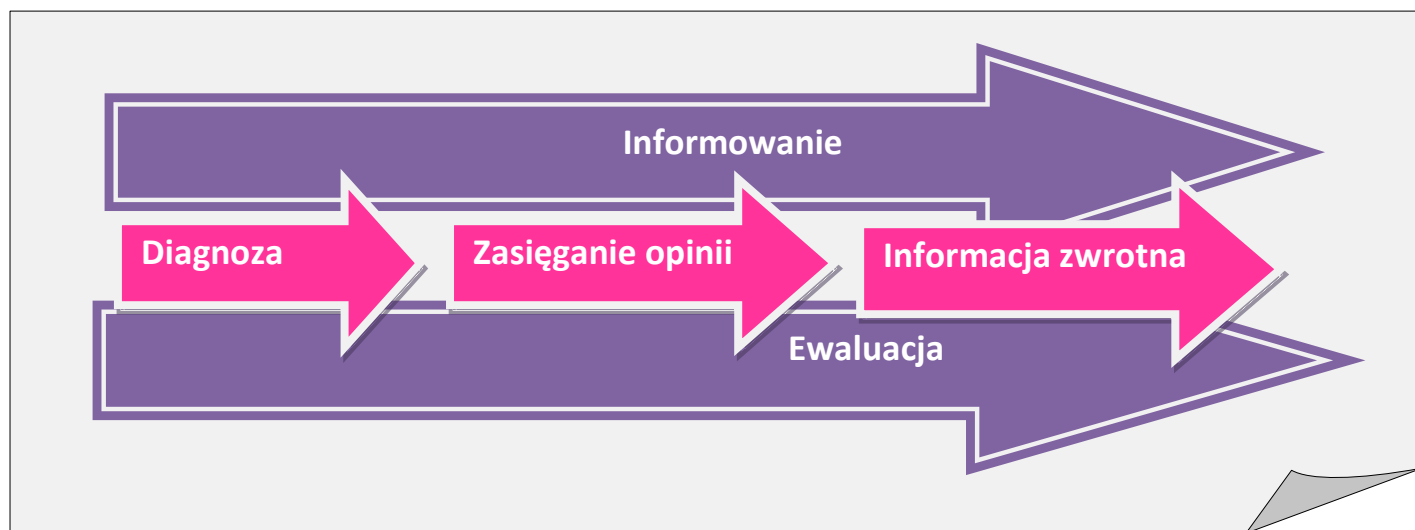 Informowanie
Diagnoza
Zasięganie opinii
Informacja zwrotna
Ewaluacja